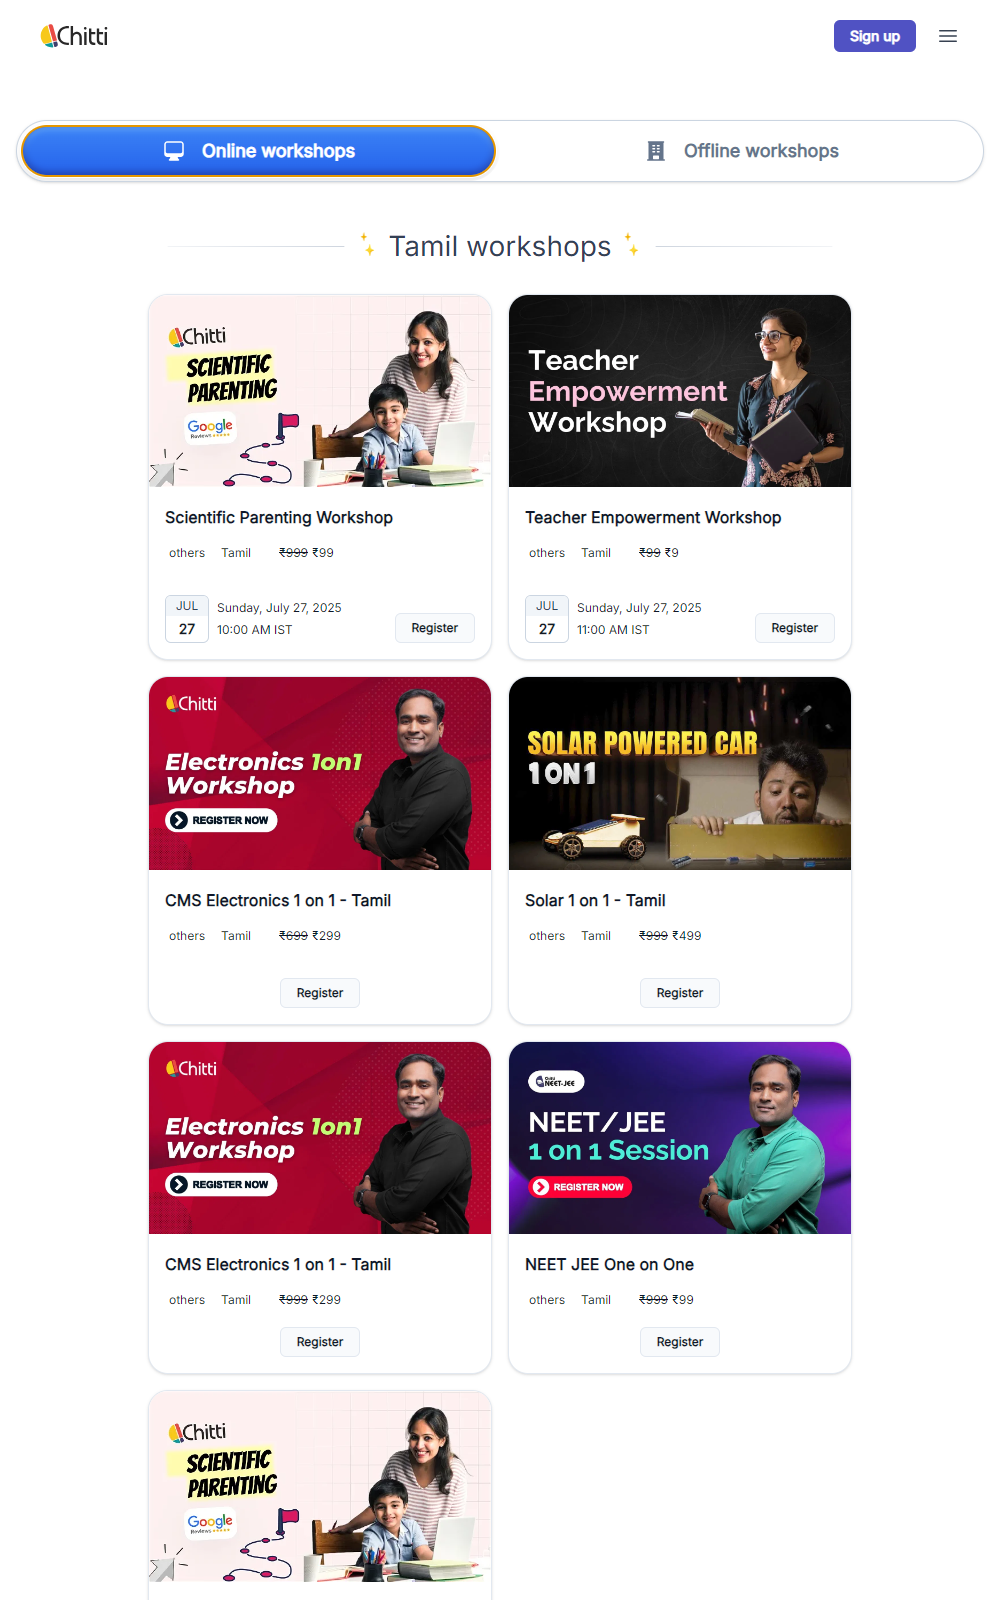 Chitti
Sign up
Online workshops
Offline workshops
Tamil workshops
Chitti
SCIENTIFIC
PARENTING
Google
Reviews
Scientific Parenting Workshop
others Tamil ₹999 ₹99
JUL
27
Sunday, July 27, 2025
10:00 AM IST
Register
Teacher
Empowerment
Workshop
Teacher Empowerment Workshop
others Tamil ₹99 ₹9
JUL
27
Sunday, July 27, 2025
11:00 AM IST
Register
Chitti
Electronics 1on1
Workshop
REGISTER NOW
CMS Electronics 1 on 1 - Tamil
others Tamil ₹699 ₹299
Register
SOLAR POWERED CAR
1 ON 1
Solar 1 on 1 - Tamil
others Tamil ₹999 ₹499
Register
Chitti
Electronics 1on1
Workshop
REGISTER NOW
CMS Electronics 1 on 1 - Tamil
others Tamil ₹999 ₹299
Register
Chitti
NEET-JEE
NEET/JEE
1 on 1 Session
REGISTER NOW
NEET JEE One on One
others Tamil ₹999 ₹99
Register
Chitti
SCIENTIFIC
PARENTING
Google
Reviews